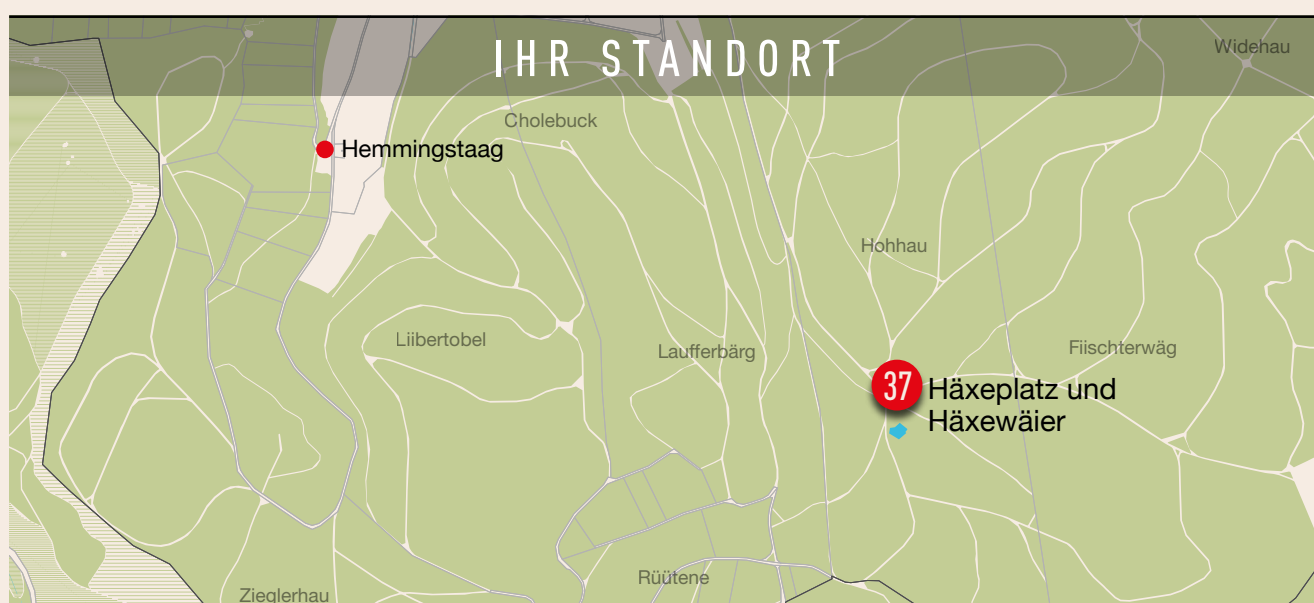 IHR STANDORT
Widehau
Cholebuck
Hemmingstaag
Hohhau
Liibertobel
Laufferbärg
Fiischterwäg
37
Häxeplatz und
Häxewäier
Rüütene
Zieglerhau